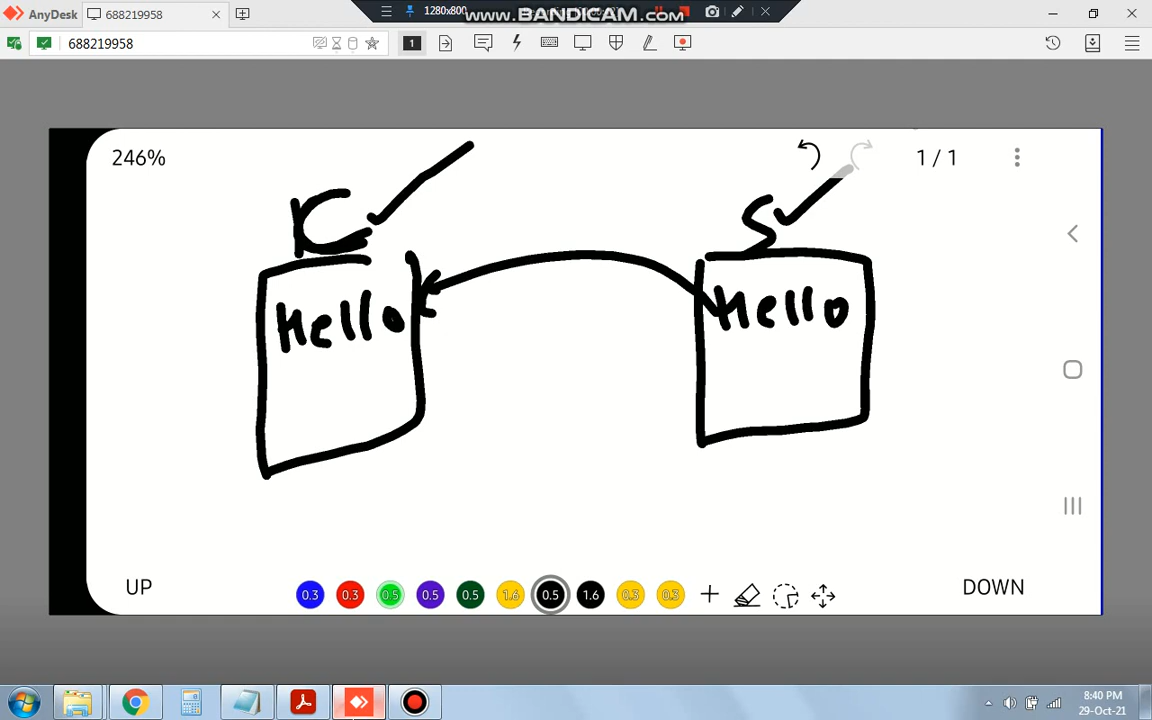 AnyDesk
688219958
1280x800
www.BANDICAM.com
688219958
1
246%
1 / 1
C
S
Hello
Hello
UP
0.3
0.3
0.5
0.5
0.5
1.6
0.5
1.6
0.3
0.3
DOWN
8:40 PM
29-Oct-21